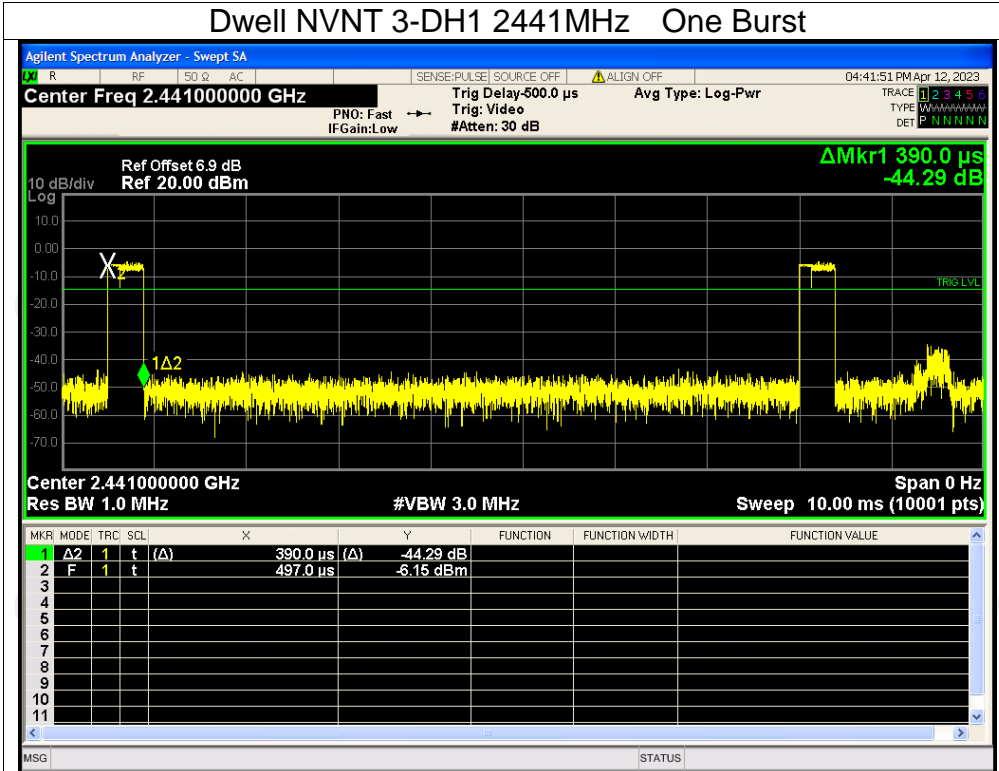 Dwell NVNT 3-DH1 2441MHz One Burst
Agilent Spectrum Analyzer - Swept SA
LXI R RF 50 Ω AC SENSE:PULSE SOURCE OFF ALIGN OFF 04:41:51 PM Apr 12, 2023
Center Freq 2.441000000 GHz
Trig Delay-500.0 µs Avg Type: Log-Pwr TRACE 1 2 3 4 5 6
PNO: Fast Trig: Video TYPE WWWWWW
IFGain:Low #Atten: 30 dB DET P N N N N N
ΔMkr1 390.0 µs
-44.29 dB
Ref Offset 6.9 dB
10 dB/div Ref 20.00 dBm
Log
10.0
0.00
-10.0
2
TRIG LVL
-20.0
-30.0
-40.0
1Δ2
-50.0
-60.0
-70.0
Center 2.441000000 GHz Span 0 Hz
Res BW 1.0 MHz #VBW 3.0 MHz Sweep 10.00 ms (10001 pts)
MKR MODE TRC SCL X Y FUNCTION FUNCTION WIDTH FUNCTION VALUE
1 Δ2 1 t (Δ) 390.0 µs (Δ) -44.29 dB
2 F 1 t 497.0 µs -6.15 dBm
3
4
5
6
7
8
9
10
11
MSG STATUS